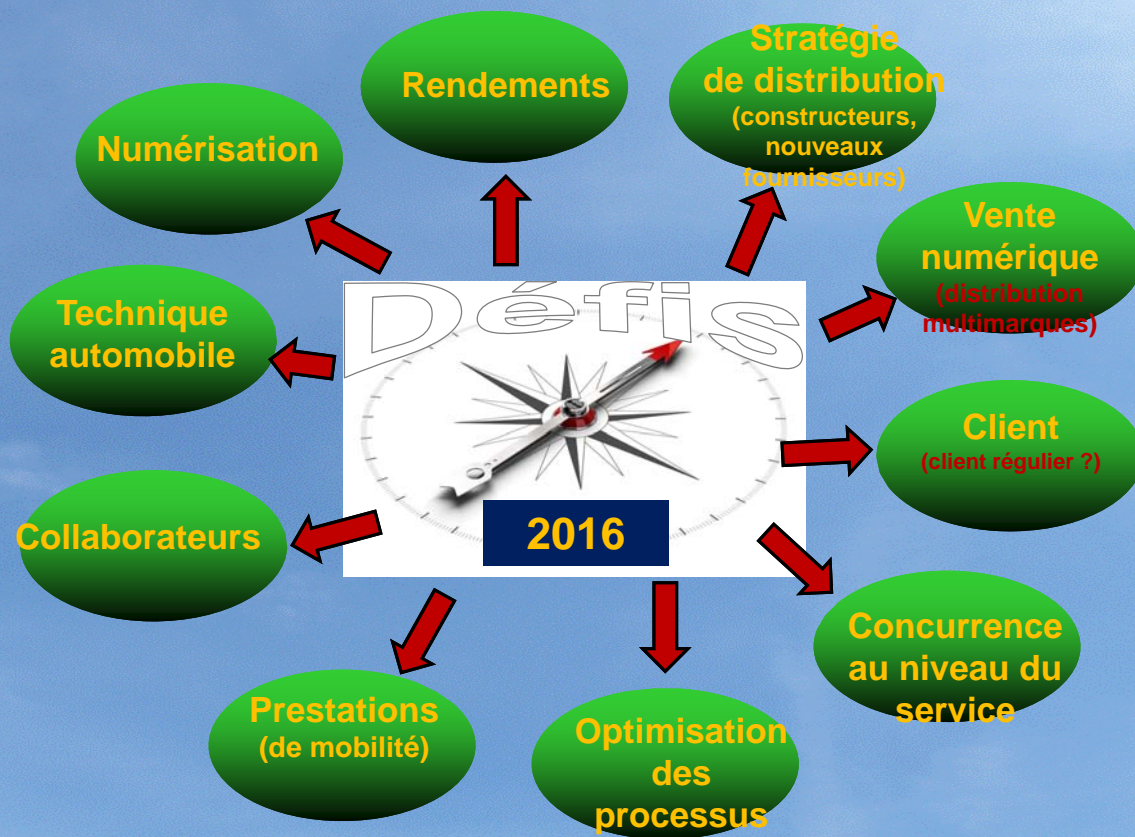 Rendements
Stratégie
de distribution
(constructeurs,
nouveaux
fournisseurs)
Numérisation
Vente
numérique
(distribution
multimarques)
Technique
automobile
Défis
Client
(client régulier ?)
2016
Collaborateurs
Concurrence
au niveau du
service
Prestations
(de mobilité)
Optimisation
des
processus